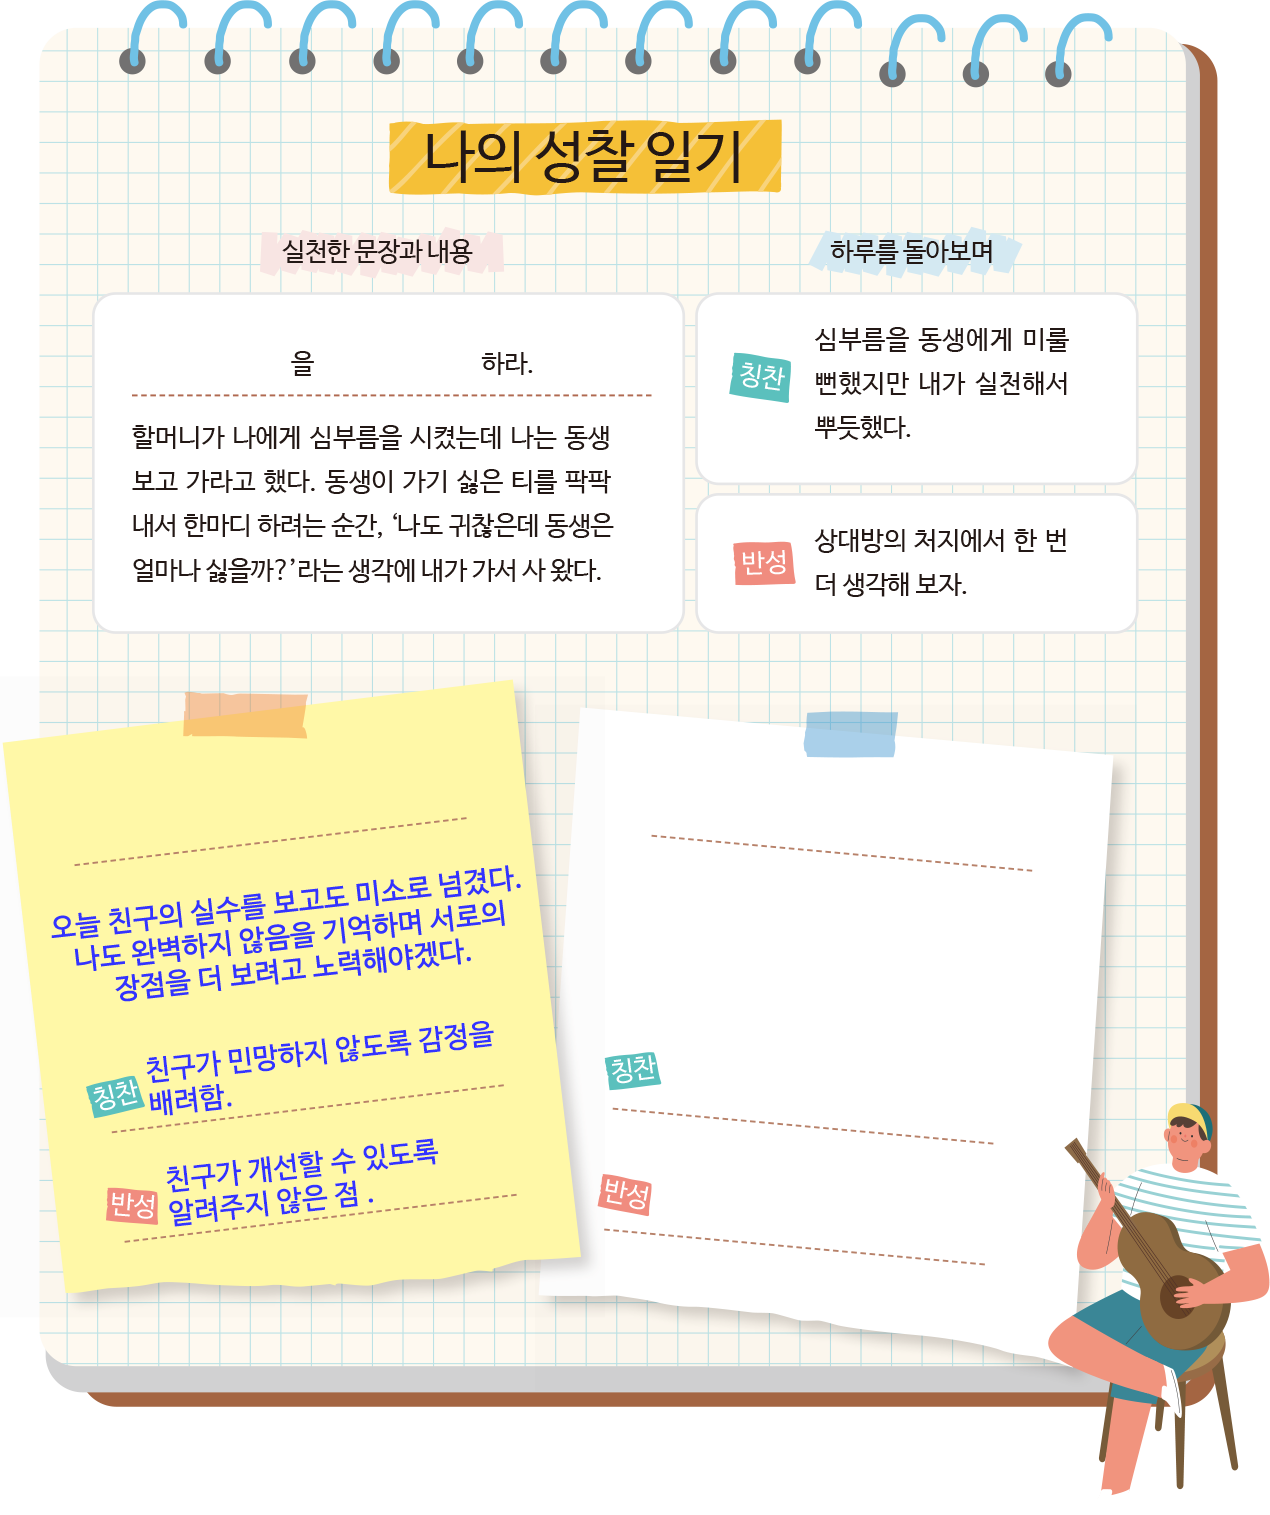 나의 성찰 일기
실천한 문장과 내용
을 하라.
할머니가 나에게 심부름을 시켰는데 나는 동생
보고 가라고 했다. 동생이 가기 싫은 티를 팍팍
내서 한마디 하려는 순간, ‘나도 귀찮은데 동생은
얼마나 싫을까?’라는 생각에 내가 가서 사 왔다.
하루를 돌아보며
칭찬
심부름을 동생에게 미룰
뻔했지만 내가 실천해서
뿌듯했다.
반성
상대방의 처지에서 한 번
더 생각해 보자.
오늘 친구의 실수를 보고도 미소로 넘겼다.
나도 완벽하지 않음을 기억하며 서로의
장점을 더 보려고 노력해야겠다.
칭찬
친구가 민망하지 않도록 감정을
배려함.
반성
친구가 개선할 수 있도록
알려주지 않은 점 .
칭찬
반성